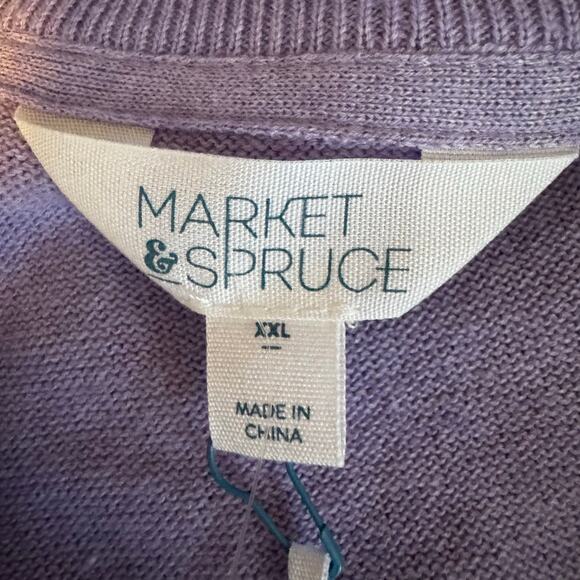 MARKET
& SPRUCE
XXL
MADE IN
CHINA